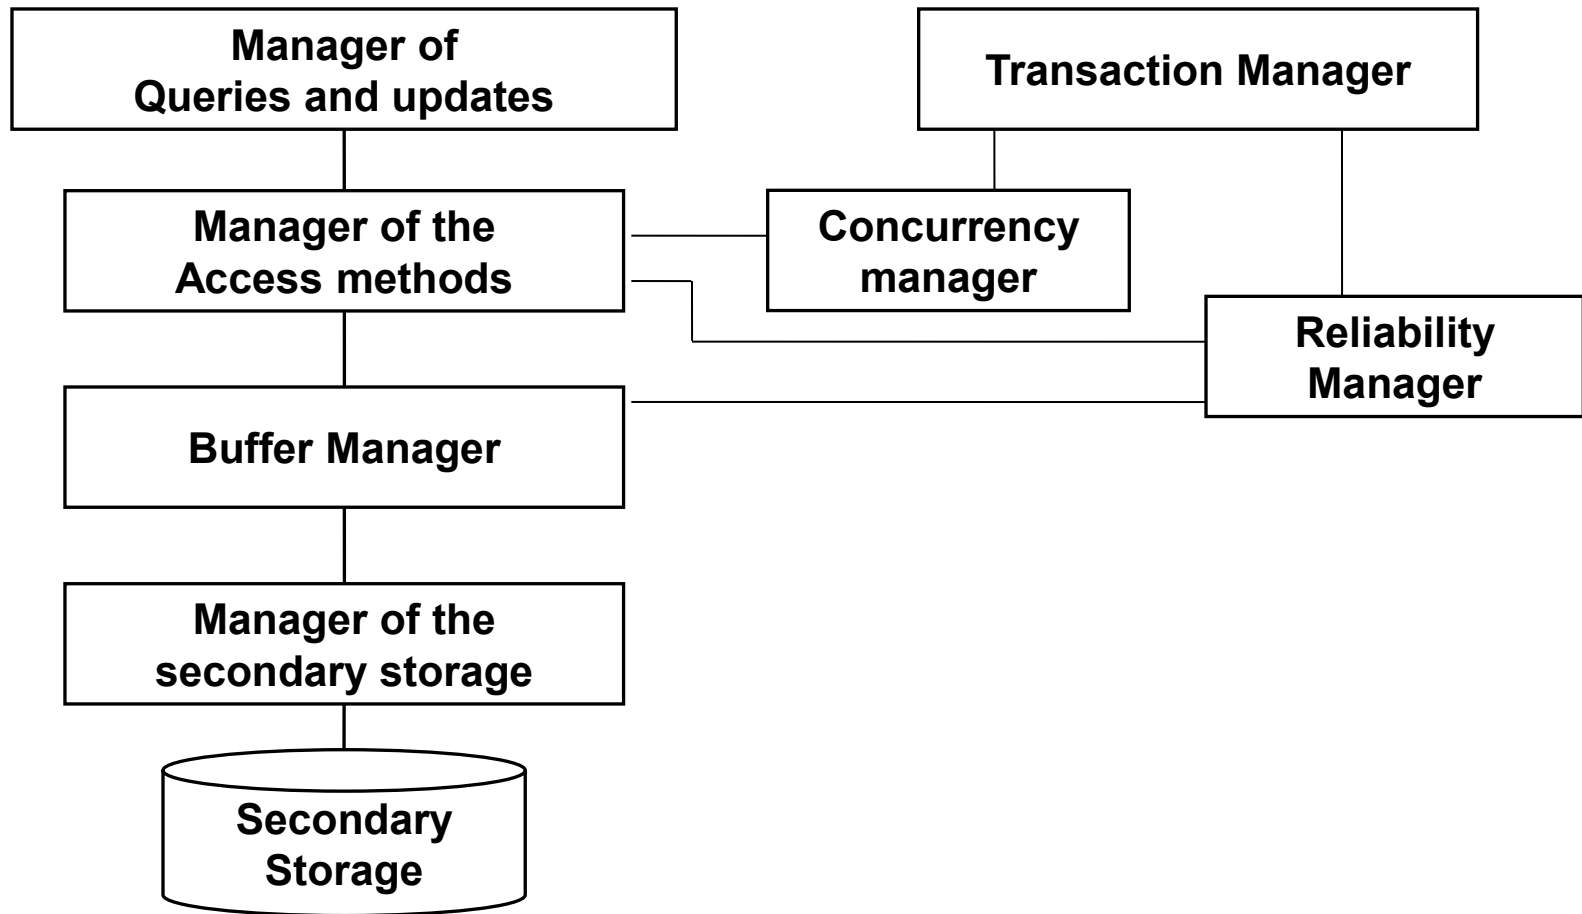 Manager of
Queries and updates
Transaction Manager
Manager of the
Access methods
Concurrency
manager
Reliability
Manager
Buffer Manager
Manager of the
secondary storage
Secondary
Storage